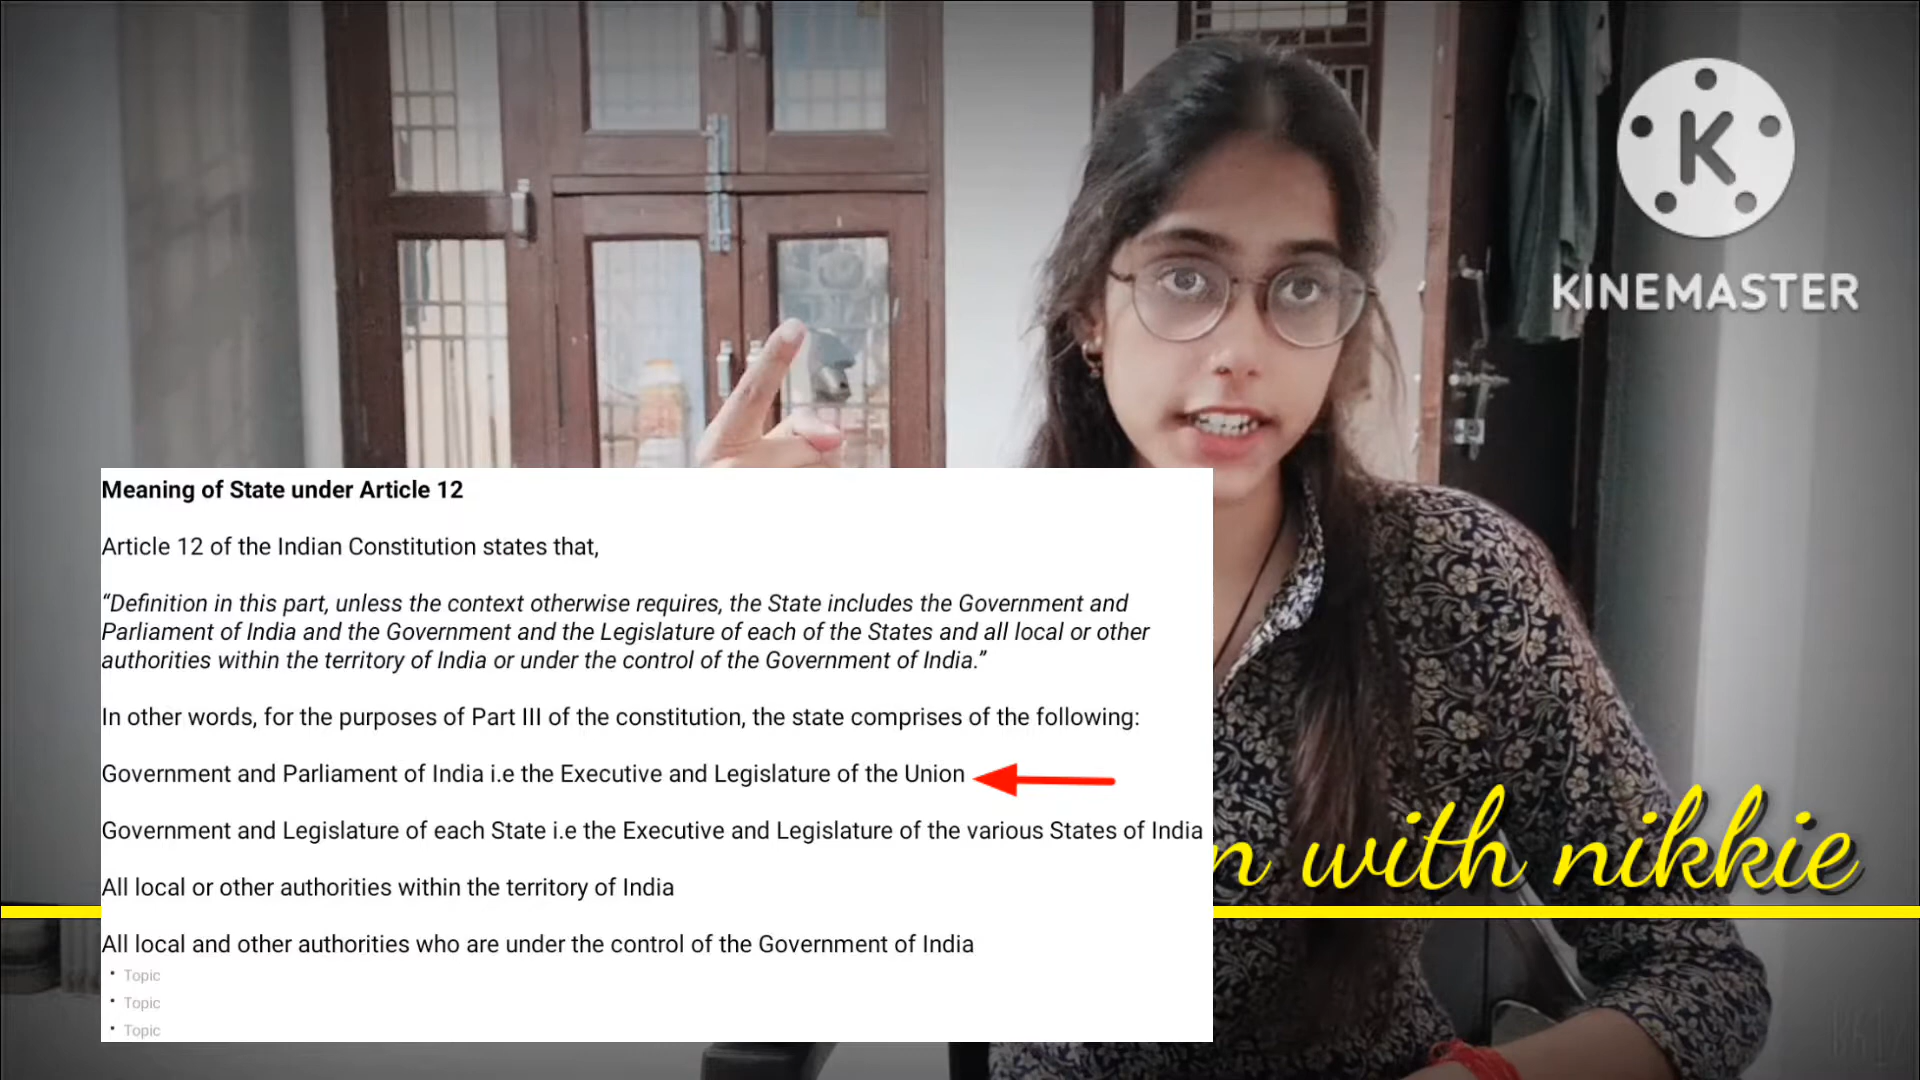 K
KINEMASTER
Meaning of State under Article 12
Article 12 of the Indian Constitution states that,
“Definition in this part, unless the context otherwise requires, the State includes the Government and
Parliament of India and the Government and the Legislature of each of the States and all local or other
authorities within the territory of India or under the control of the Government of India.”
In other words, for the purposes of Part III of the constitution, the state comprises of the following:
Government and Parliament of India i.e the Executive and Legislature of the Union
Government and Legislature of each State i.e the Executive and Legislature of the various States of India
n with nikkie
All local or other authorities within the territory of India
All local and other authorities who are under the control of the Government of India
• Topic
• Topic
• Topic